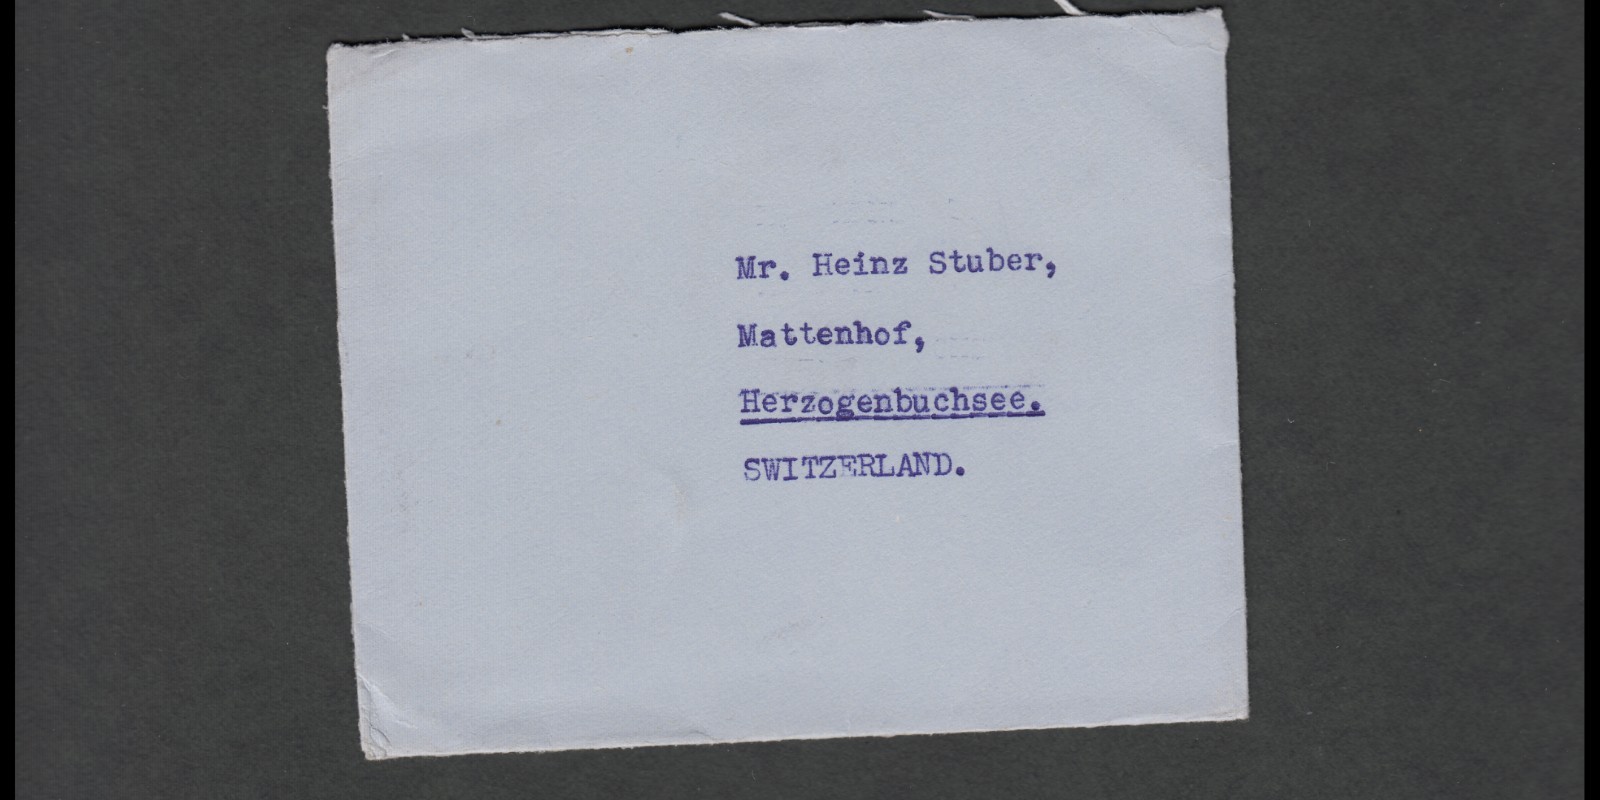 Mr. Heinz Stuber,
Mattenhof,
Herzogenbuchsee.
SWITZERLAND.